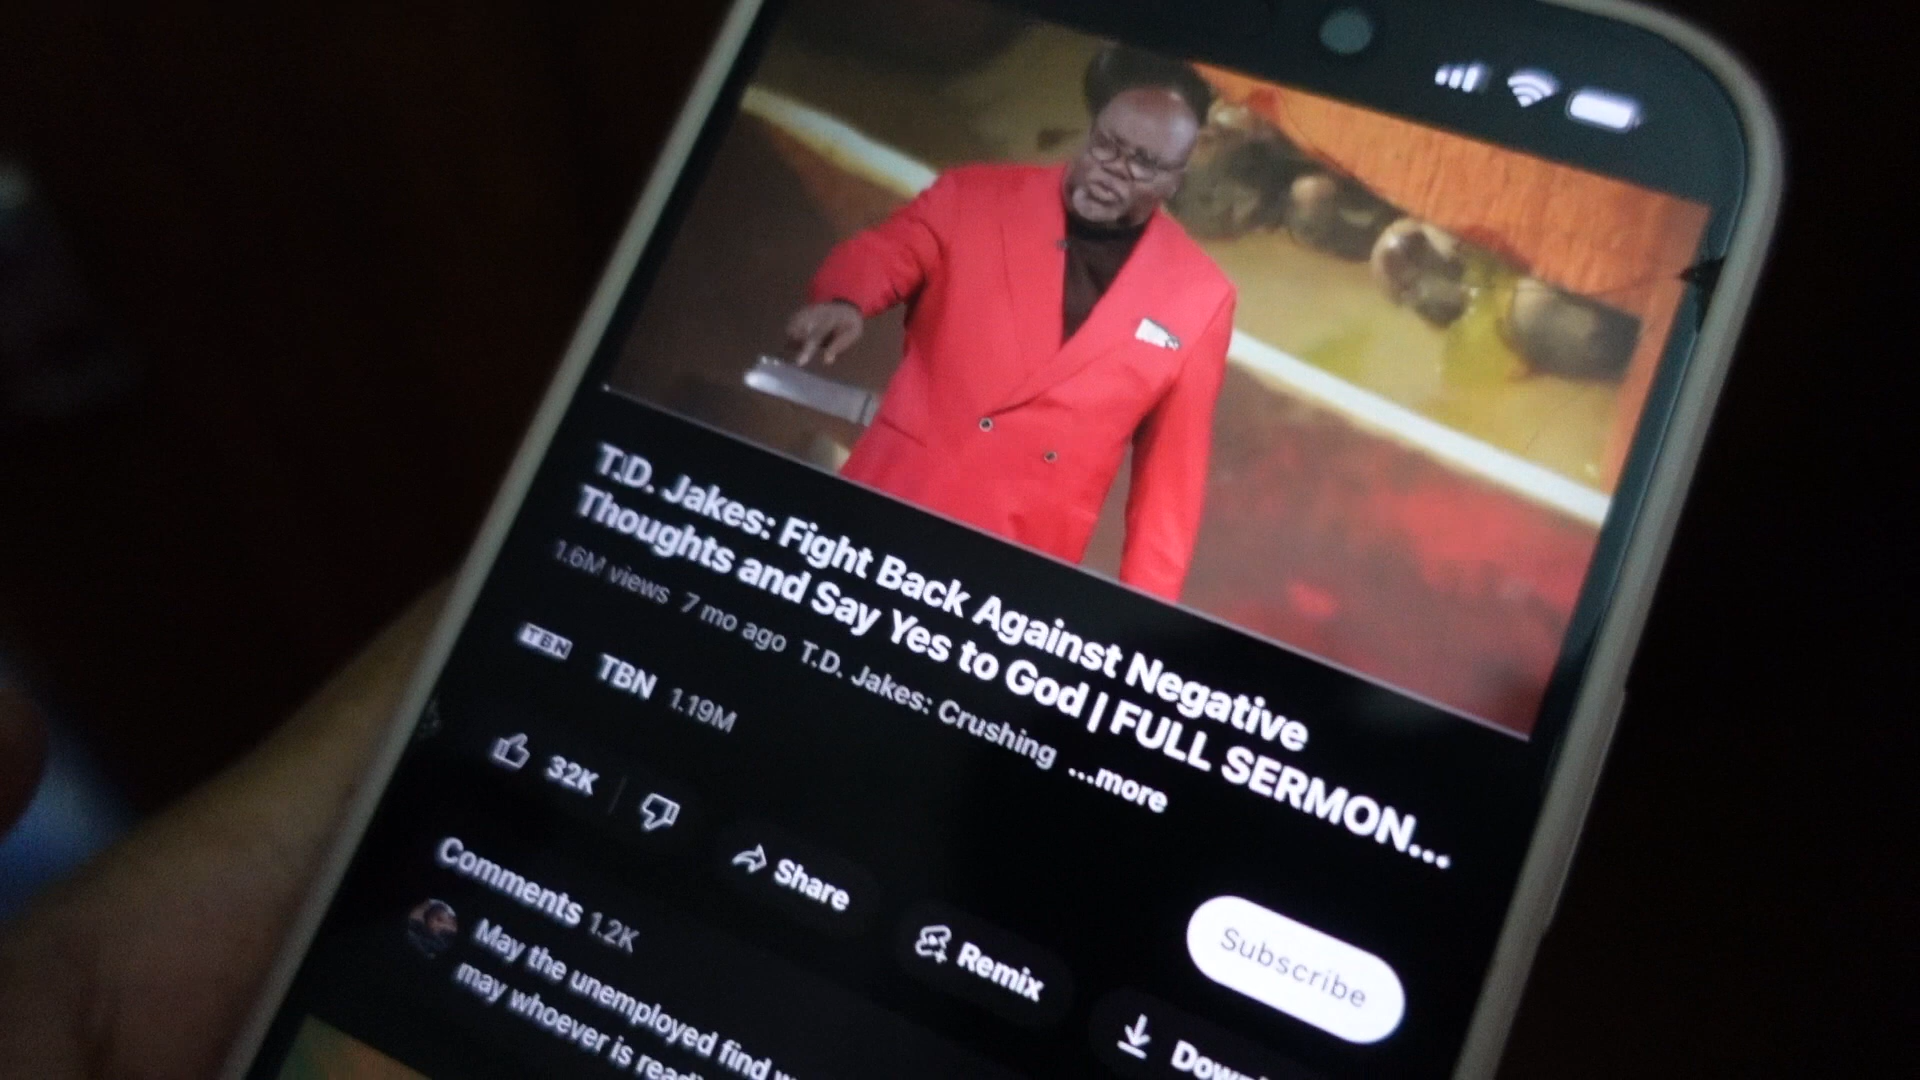 T.D. Jakes: Fight Back Against Negative
Thoughts and Say Yes to God | FULL SERMON...
1.6M views 7 mo ago T.D. Jakes: Crushing ...more
TBN
TBN 1.19M
Subscribe
32K
Share
Remix
Comments 1.2K
May the unemployed find
may whoever is